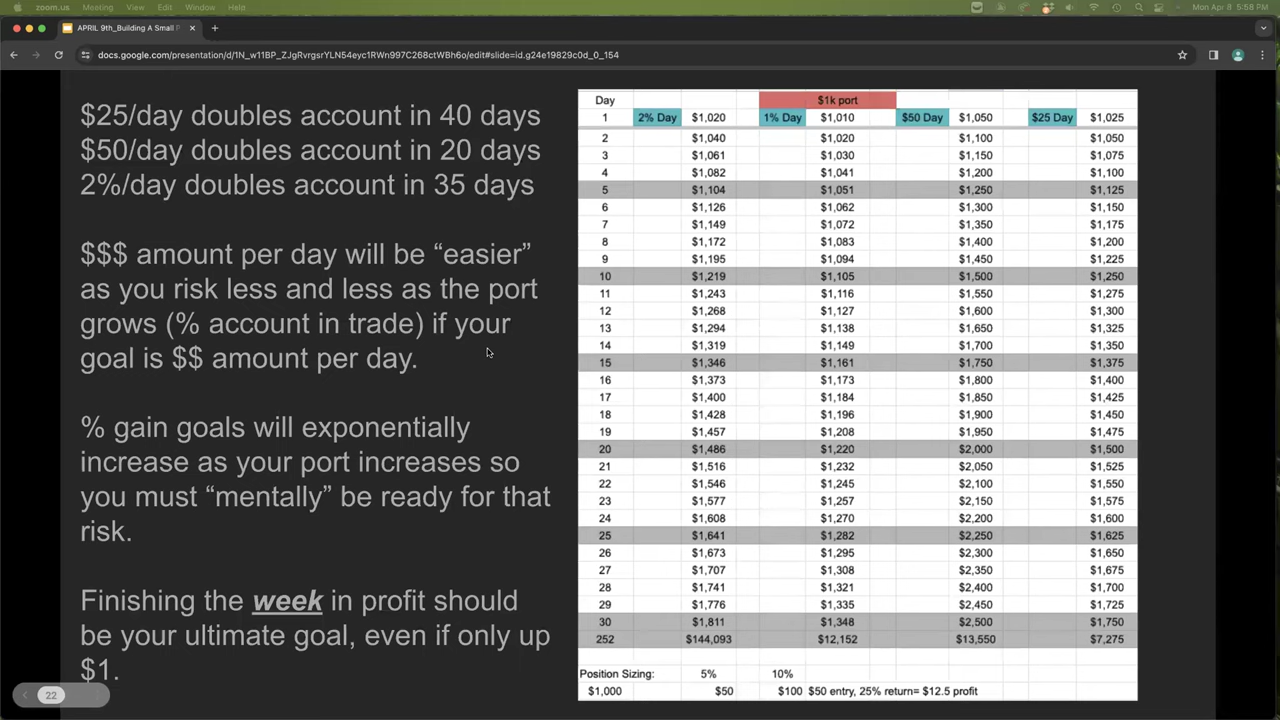 zoom.us Meeting View Edit Window Help Mon Apr 8 5:58 PM
APRIL 9th_Building A Small P
docs.google.com/presentation/d/1N_w11BP_ZJgRvrgsrYLN54eyc1RWn997C268ctWBh6o/edit#slide=id.g24e19829c0d_0_154
$25/day doubles account in 40 days
$50/day doubles account in 20 days
2%/day doubles account in 35 days
$$$ amount per day will be “easier”
as you risk less and less as the port
grows (% account in trade) if your
goal is $$ amount per day.
% gain goals will exponentially
increase as your port increases so
you must “mentally” be ready for that
risk.
Finishing the week in profit should
be your ultimate goal, even if only up
$1.
22
Day $1k port
1 2% Day $1,020 1% Day $1,010 $50 Day $1,050 $25 Day $1,025
2 $1,040 $1,020 $1,100 $1,050
3 $1,061 $1,030 $1,150 $1,075
4 $1,082 $1,041 $1,200 $1,100
5 $1,104 $1,051 $1,250 $1,125
6 $1,126 $1,062 $1,300 $1,150
7 $1,149 $1,072 $1,350 $1,175
8 $1,172 $1,083 $1,400 $1,200
9 $1,195 $1,094 $1,450 $1,225
10 $1,219 $1,105 $1,500 $1,250
11 $1,243 $1,116 $1,550 $1,275
12 $1,268 $1,127 $1,600 $1,300
13 $1,294 $1,138 $1,650 $1,325
14 $1,319 $1,149 $1,700 $1,350
15 $1,346 $1,161 $1,750 $1,375
16 $1,373 $1,173 $1,800 $1,400
17 $1,400 $1,184 $1,850 $1,425
18 $1,428 $1,196 $1,900 $1,450
19 $1,457 $1,208 $1,950 $1,475
20 $1,486 $1,220 $2,000 $1,500
21 $1,516 $1,232 $2,050 $1,525
22 $1,546 $1,245 $2,100 $1,550
23 $1,577 $1,257 $2,150 $1,575
24 $1,608 $1,270 $2,200 $1,600
25 $1,641 $1,282 $2,250 $1,625
26 $1,673 $1,295 $2,300 $1,650
27 $1,707 $1,308 $2,350 $1,675
28 $1,741 $1,321 $2,400 $1,700
29 $1,776 $1,335 $2,450 $1,725
30 $1,811 $1,348 $2,500 $1,750
252 $144,093 $12,152 $13,550 $7,275
Position Sizing: 5% 10%
$1,000 $50 $100 $50 entry, 25% return= $12.5 profit